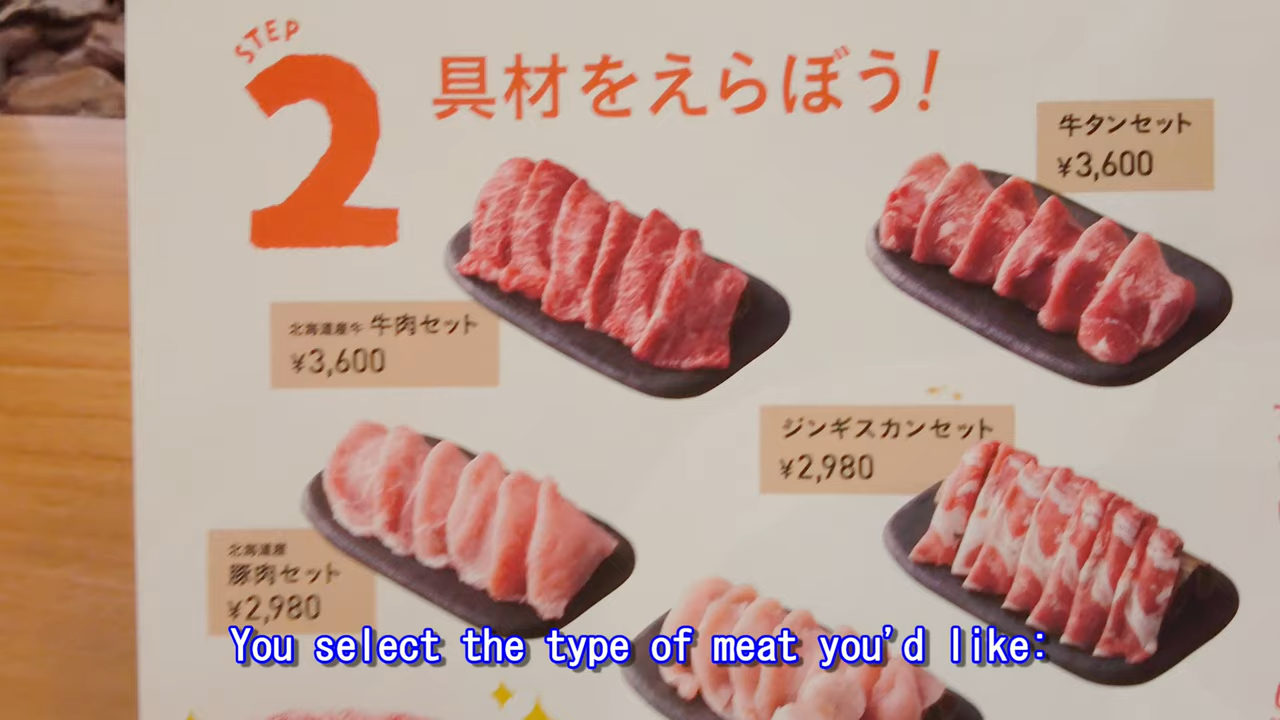 STEP
2
具材をえらぼう!
牛タンセット
¥3,600
北海道産牛 牛肉セット
¥3,600
ジンギスカンセット
¥2,980
北海道産
豚肉セット
¥2,980
You select the type of meat you'd like: